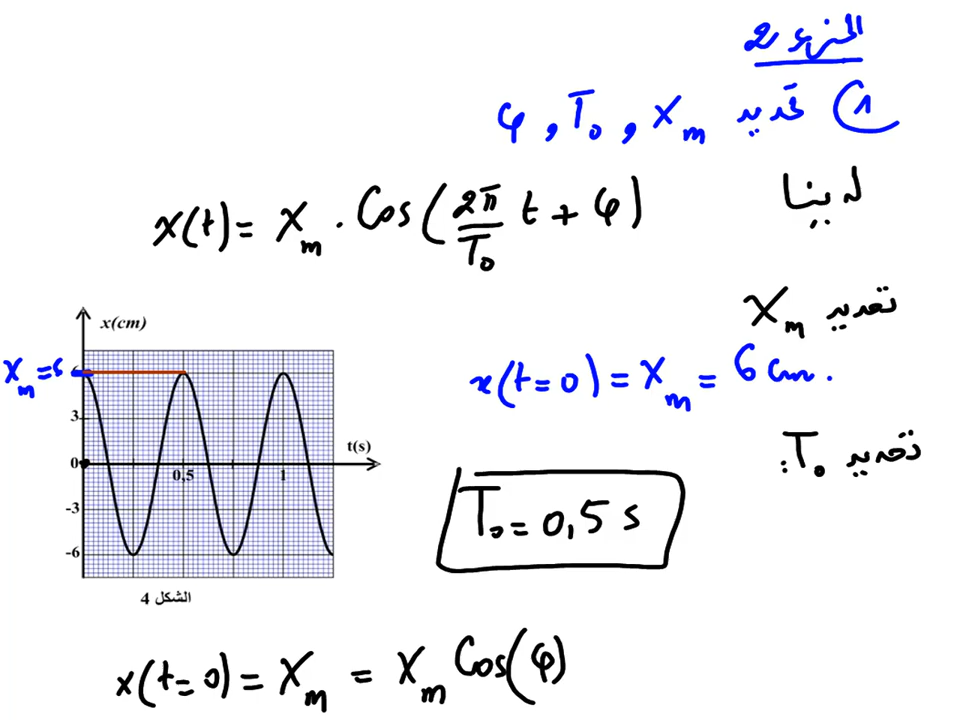 الجزء 2
1) تحديد Xm , T0 , φ
لدينا
x(t) = Xm . Cos(2π/T0 t + φ)
تحديد Xm
x(t=0) = Xm = 6 cm .
تحديد T0 :
T0 = 0,5 s
x(cm)
Xm = 6
6
3
0
-3
-6
0,5
1
t(s)
الشكل 4
x(t=0) = Xm = Xm Cos(φ)